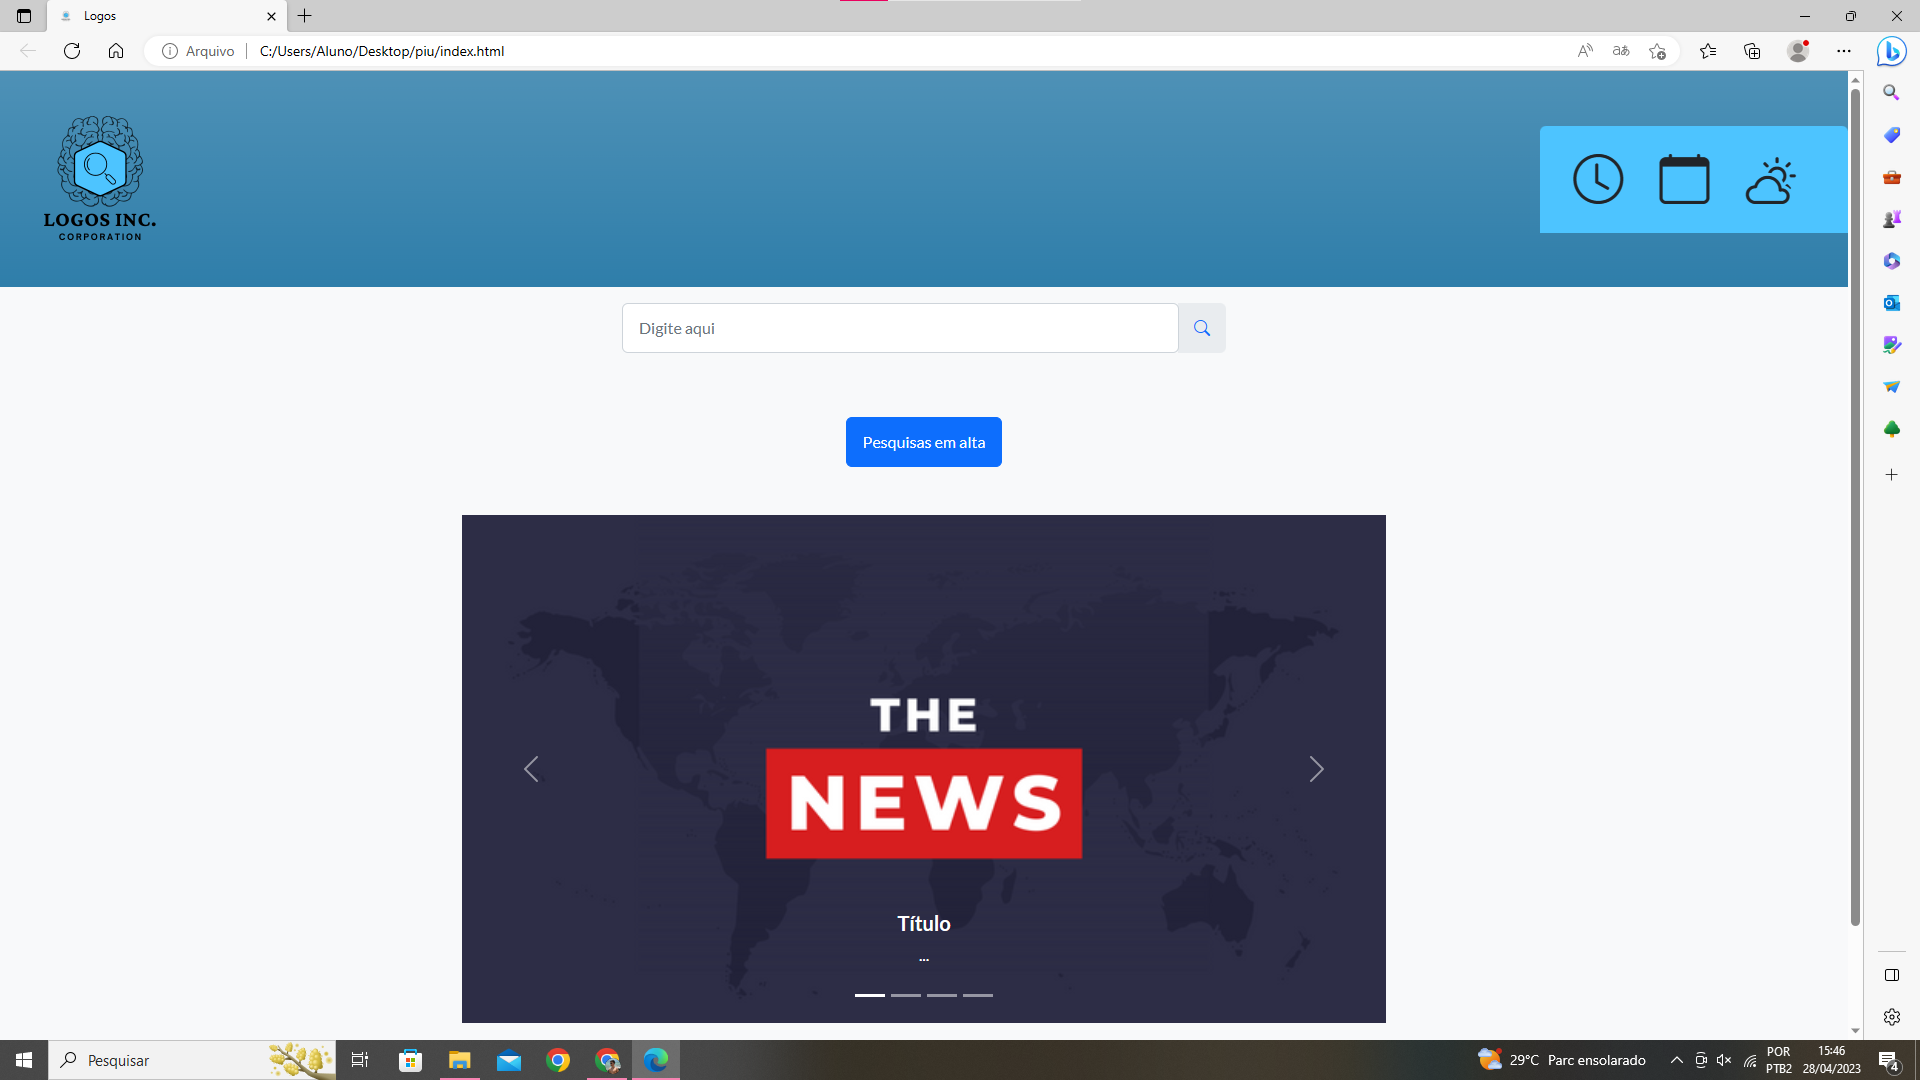 Logos
Arquivo
C:/Users/Aluno/Desktop/piu/index.html
LOGOS INC.
CORPORATION
Digite aqui
Pesquisas em alta
THE
NEWS
Título
...
Pesquisar
29°C Parc ensolarado
POR
PTB2
15:46
28/04/2023
4